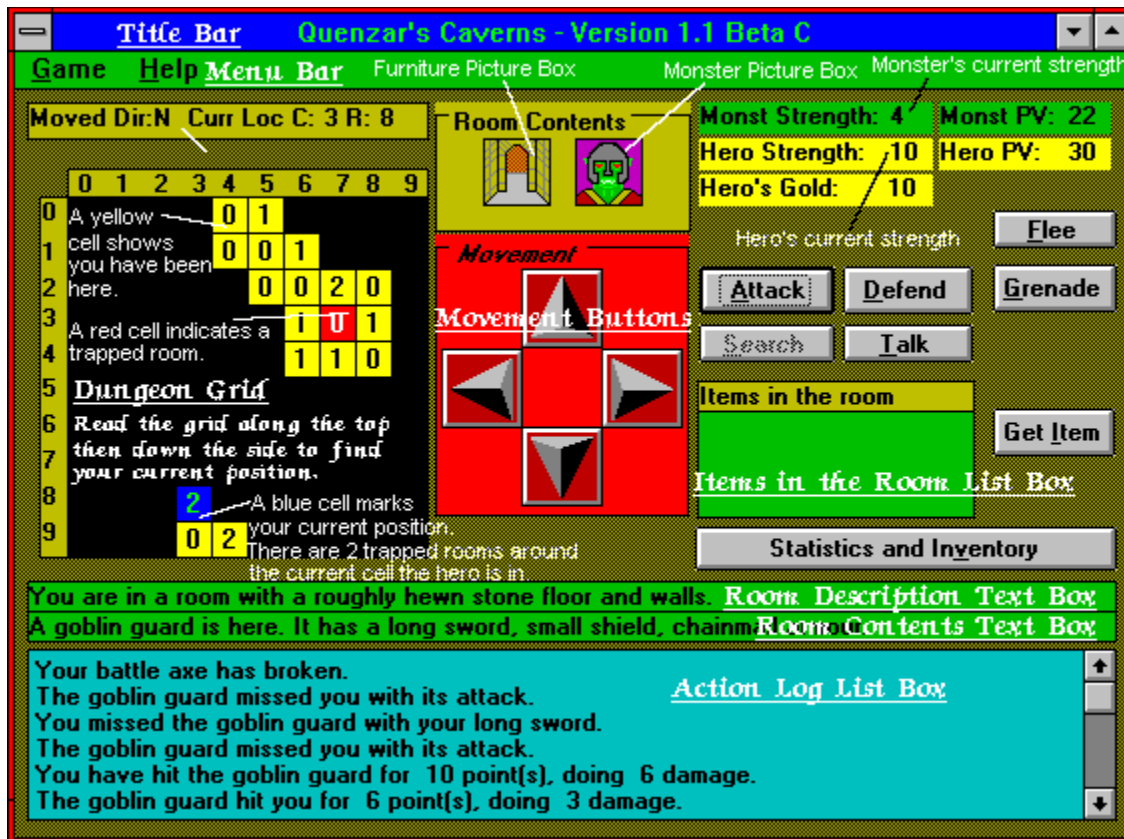 Title Bar Quenzar's Caverns - Version 1.1 Beta C
Game Help Menu Bar Furniture Picture Box Monster Picture Box Monster's current strength
Moved Dir:N Curr Loc C: 3 R: 8
Room Contents
Monst Strength: 4 Monst PV: 22
Hero Strength: 10 Hero PV: 30
Hero's Gold: 10
Hero's current strength
0 1 2 3 4 5 6 7 8 9
0 A yellow 0 1
1 cell shows 0 0 1
you have been
2 here. 0 0 2 0
3 A red cell indicates a 1 U 1
4 trapped room. 1 1 0
5 Dungeon Grid
6 Read the grid along the top
7 then down the side to find
your current position.
8 2 A blue cell marks
your current position.
9 0 2 There are 2 trapped rooms around
the current cell the hero is in.
Movement
Movement Buttons
Flee
Attack Defend Grenade
Search Talk
Items in the room
Get Item
Items in the Room List Box
Statistics and Inventory
You are in a room with a roughly hewn stone floor and walls. Room Description Text Box
A goblin guard is here. It has a long sword, small shield, Room Contents Text Box
Your battle axe has broken.
The goblin guard missed you with its attack. Action Log List Box
You missed the goblin guard with your long sword.
The goblin guard missed you with its attack.
You have hit the goblin guard for 10 point(s), doing 6 damage.
The goblin guard hit you for 6 point(s), doing 3 damage.